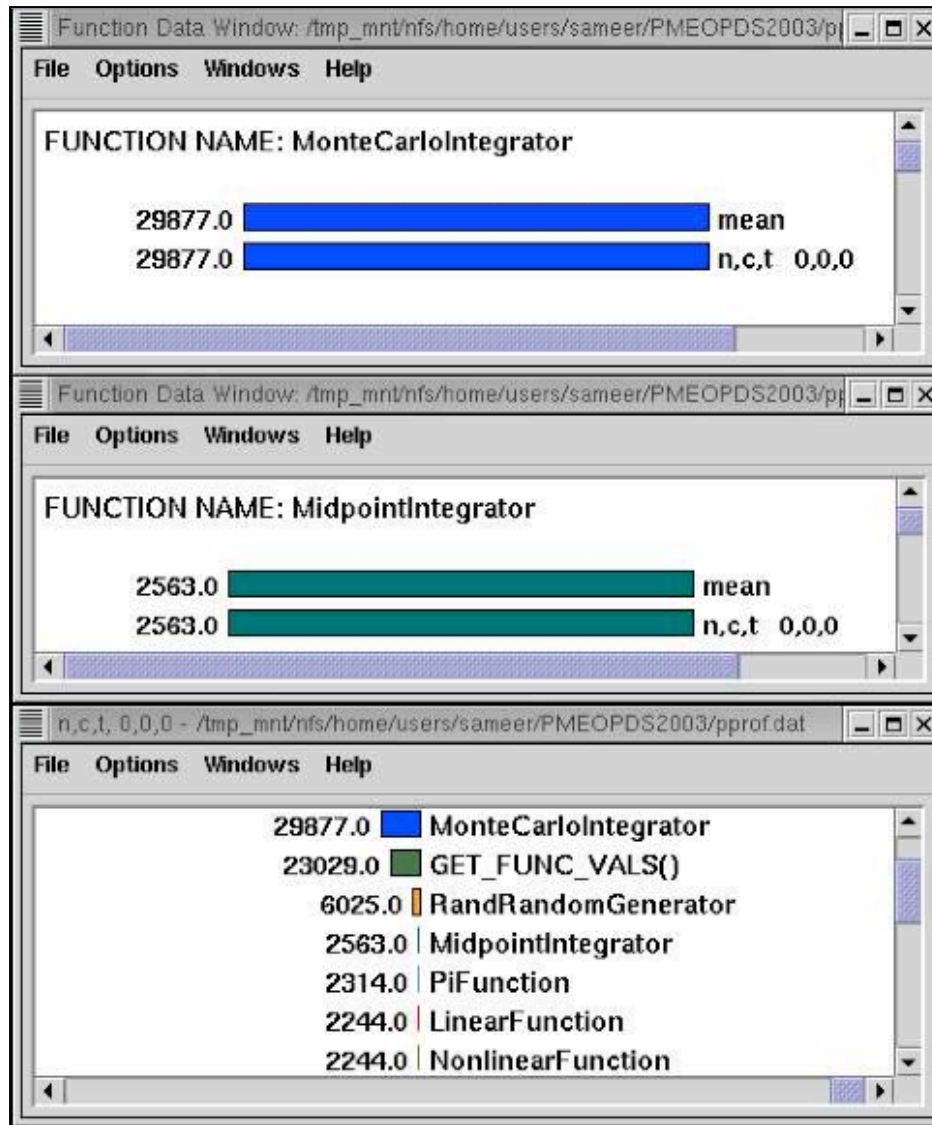 Function Data Window: /tmp_mnt/nfs/home/users/sameer/PMEOPDS2003/pp
File Options Windows Help
FUNCTION NAME: MonteCarloIntegrator
29877.0 mean
29877.0 n,c,t 0,0,0
Function Data Window: /tmp_mnt/nfs/home/users/sameer/PMEOPDS2003/pp
File Options Windows Help
FUNCTION NAME: MidpointIntegrator
2563.0 mean
2563.0 n,c,t 0,0,0
n,c,t, 0,0,0 - /tmp_mnt/nfs/home/users/sameer/PMEOPDS2003/pprof.dat
File Options Windows Help
29877.0 MonteCarloIntegrator
23029.0 GET_FUNC_VALS()
6025.0 RandRandomGenerator
2563.0 MidpointIntegrator
2314.0 PiFunction
2244.0 LinearFunction
2244.0 NonlinearFunction